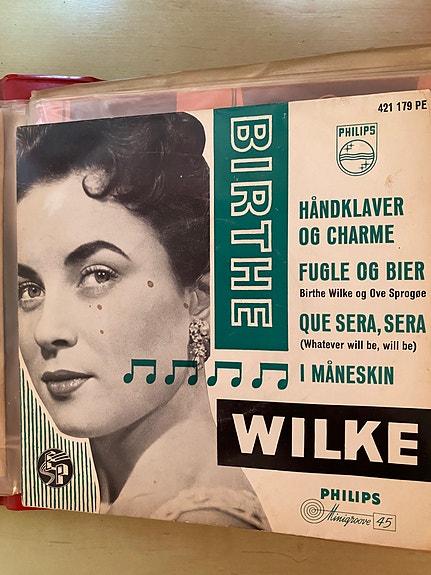 421 179 PE
PHILIPS
BIRTHE
HÅNDKLAVER
OG CHARME
FUGLE OG BIER
Birthe Wilke og Ove Sprogøe
QUE SERA, SERA
(Whatever will be, will be)
I MÅNESKIN
WILKE
EP
PHILIPS
Minigroove 45